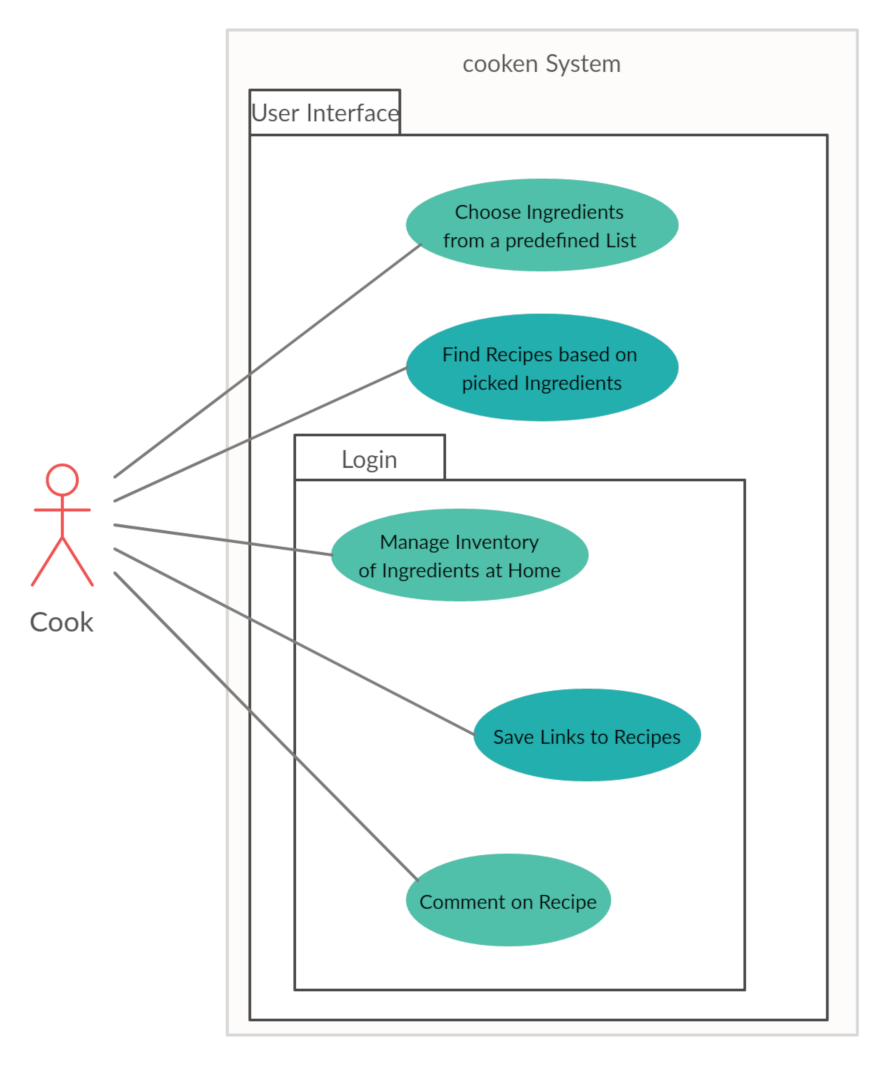 cooken System
User Interface
Choose Ingredients
from a predefined List
Find Recipes based on
picked Ingredients
Login
Manage Inventory
of Ingredients at Home
Cook
Save Links to Recipes
Comment on Recipe